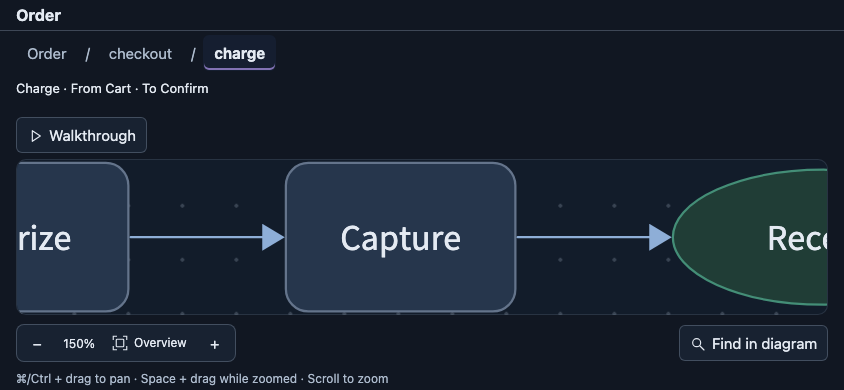 Order
Order / checkout / charge
Charge · From Cart · To Confirm
Walkthrough
rize Capture Rece
− 150% Overview + Find in diagram
⌘/Ctrl + drag to pan · Space + drag while zoomed · Scroll to zoom